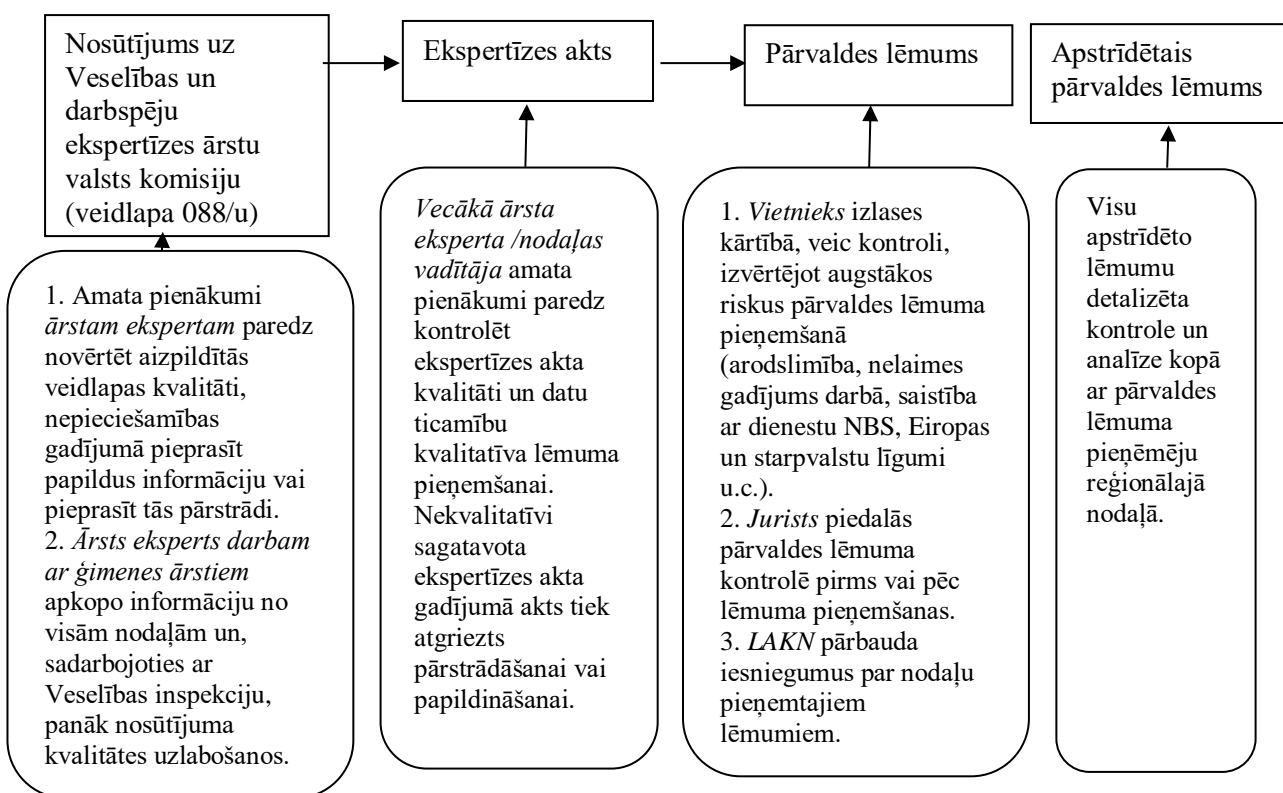 Nosūtījums uz
Veselības un
darbspēju
ekspertīzes ārstu
valsts komisiju
(veidlapa 088/u)
Ekspertīzes akts
Pārvaldes lēmums
Apstrīdētais
pārvaldes lēmums
1. Amata pienākumi
ārstam ekspertam paredz
novērtēt aizpildītās
veidlapas kvalitāti,
nepieciešamības
gadījumā pieprasīt
papildus informāciju vai
pieprasīt tās pārstrādi.
2. Ārsts eksperts darbam
ar ģimenes ārstiem
apkopo informāciju no
visām nodaļām un,
sadarbojoties ar
Veselības inspekciju,
panāk nosūtījuma
kvalitātes uzlabošanos.
Vecākā ārsta
eksperta /nodaļas
vadītāja amata
pienākumi paredz
kontrolēt
ekspertīzes akta
kvalitāti un datu
ticamību
kvalitatīva lēmuma
pieņemšanai.
Nekvalitatīvi
sagatavota
ekspertīzes akta
gadījumā akts tiek
atgriezts
pārstrādāšanai vai
papildināšanai.
1. Vietnieks izlases
kārtībā, veic kontroli,
izvērtējot augstākos
riskus pārvaldes lēmuma
pieņemšanā
(arodslimība, nelaimes
gadījums darbā, saistība
ar dienestu NBS, Eiropas
un starpvalstu līgumi
u.c.).
2. Jurists piedalās
pārvaldes lēmuma
kontrolē pirms vai pēc
lēmuma pieņemšanas.
3. LAKN pārbauda
iesniegumus par nodaļu
pieņemtajiem
lēmumiem.
Visu
apstrīdēto
lēmumu
detalizēta
kontrole un
analīze kopā
ar pārvaldes
lēmuma
pieņēmēju
reģionālajā
nodaļā.